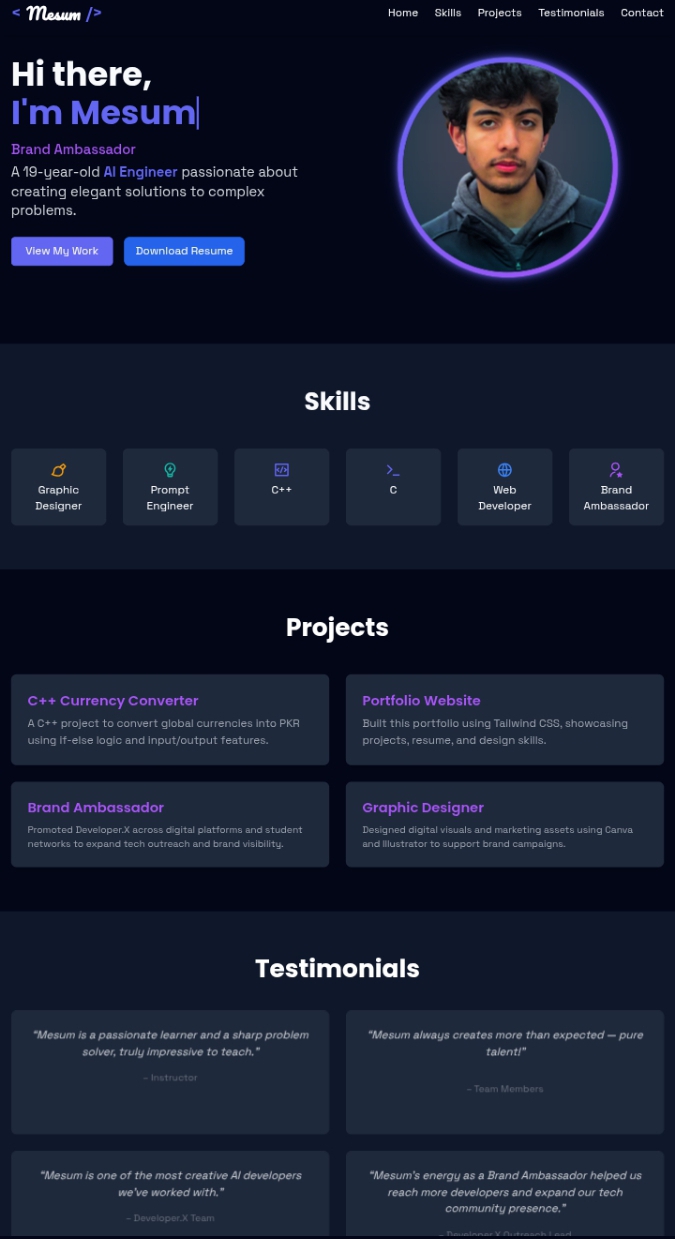 < Mesum />
Home Skills Projects Testimonials Contact
Hi there,
I'm Mesum
Brand Ambassador
A 19-year-old AI Engineer passionate about
creating elegant solutions to complex
problems.
View My Work
Download Resume
Skills
Graphic
Designer
Prompt
Engineer
C++
C
Web
Developer
Brand
Ambassador
Projects
C++ Currency Converter
A C++ project to convert global currencies into PKR
using if-else logic and input/output features.
Portfolio Website
Built this portfolio using Tailwind CSS, showcasing
projects, resume, and design skills.
Brand Ambassador
Promoted Developer.X across digital platforms and student
networks to expand tech outreach and brand visibility.
Graphic Designer
Designed digital visuals and marketing assets using Canva
and Illustrator to support brand campaigns.
Testimonials
“Mesum is a passionate learner and a sharp problem
solver, truly impressive to teach.”
– Instructor
“Mesum always creates more than expected — pure
talent!”
– Team Members
“Mesum is one of the most creative AI developers
we’ve worked with.”
– Developer.X Team
“Mesum’s energy as a Brand Ambassador helped us
reach more developers and expand our tech
community presence.”
– Developer.X Outreach Lead